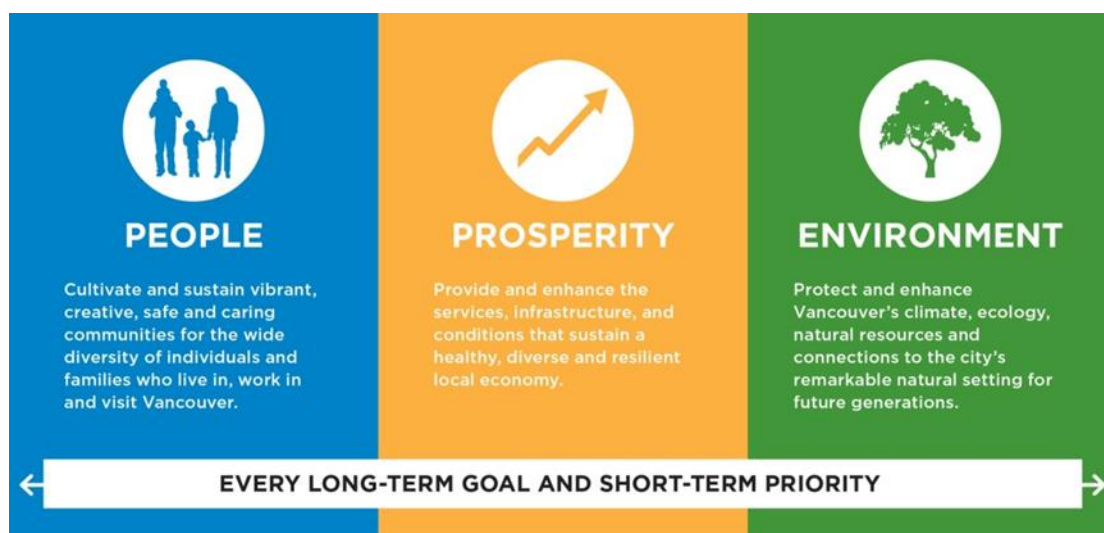 PEOPLE
Cultivate and sustain vibrant,
creative, safe and caring
communities for the wide
diversity of individuals and
families who live in, work in
and visit Vancouver.
PROSPERITY
Provide and enhance the
services, infrastructure, and
conditions that sustain a
healthy, diverse and resilient
local economy.
ENVIRONMENT
Protect and enhance
Vancouver’s climate, ecology,
natural resources and
connections to the city’s
remarkable natural setting for
future generations.
EVERY LONG-TERM GOAL AND SHORT-TERM PRIORITY